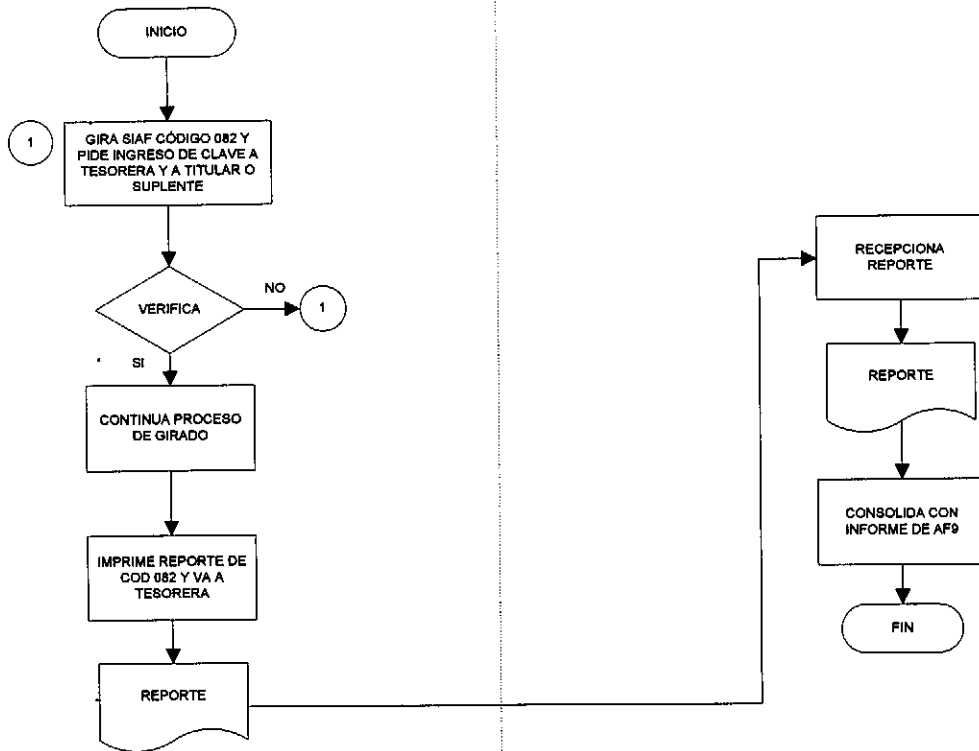 INICIO
1
GIRA SIAF CÓDIGO 082 Y
PIDE INGRESO DE CLAVE A
TESORERA Y A TITULAR O
SUPLENTE
VERIFICA
NO
1
SI
CONTINUA PROCESO
DE GIRADO
IMPRIME REPORTE DE
COD 082 Y VA A
TESORERA
REPORTE
RECEPCIONA
REPORTE
REPORTE
CONSOLIDA CON
INFORME DE AF9
FIN